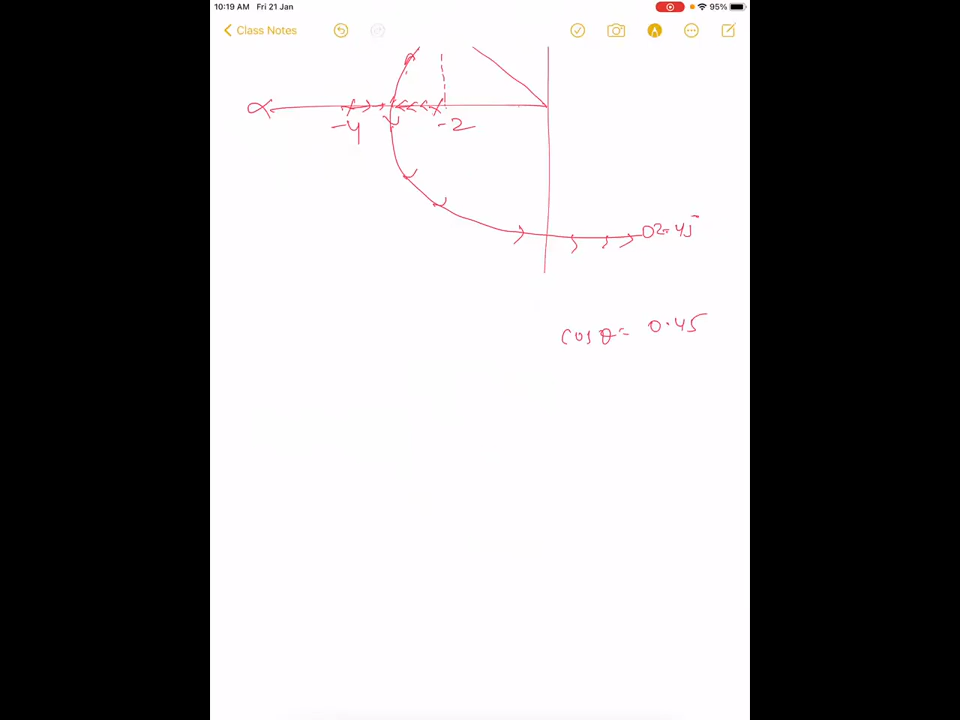 10:19 AM Fri 21 Jan 95%
Class Notes
-4 -2
cos θ = 0.45